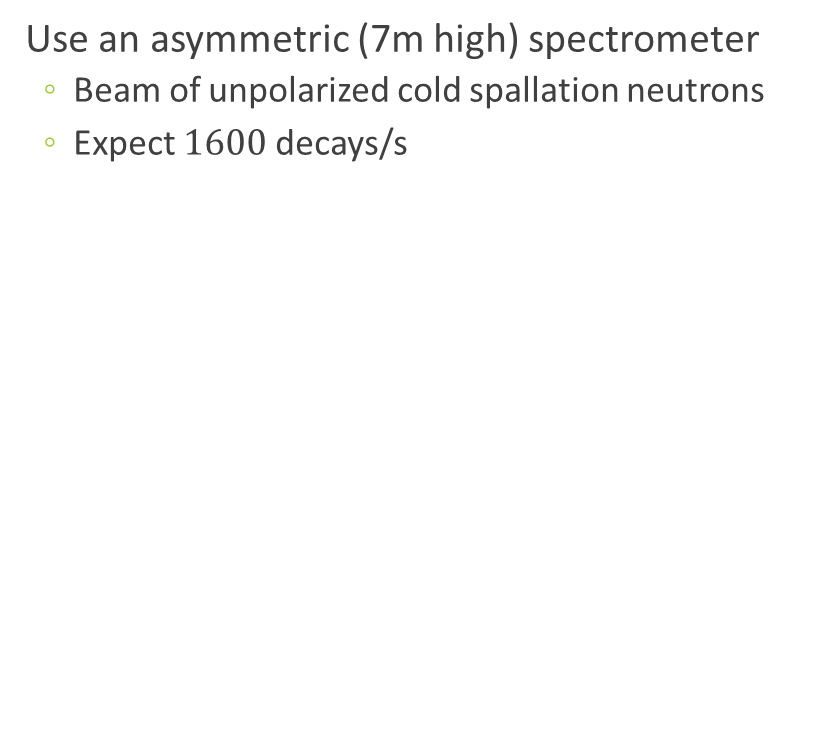 Use an asymmetric (7m high) spectrometer
◦ Beam of unpolarized cold spallation neutrons
◦ Expect 1600 decays/s